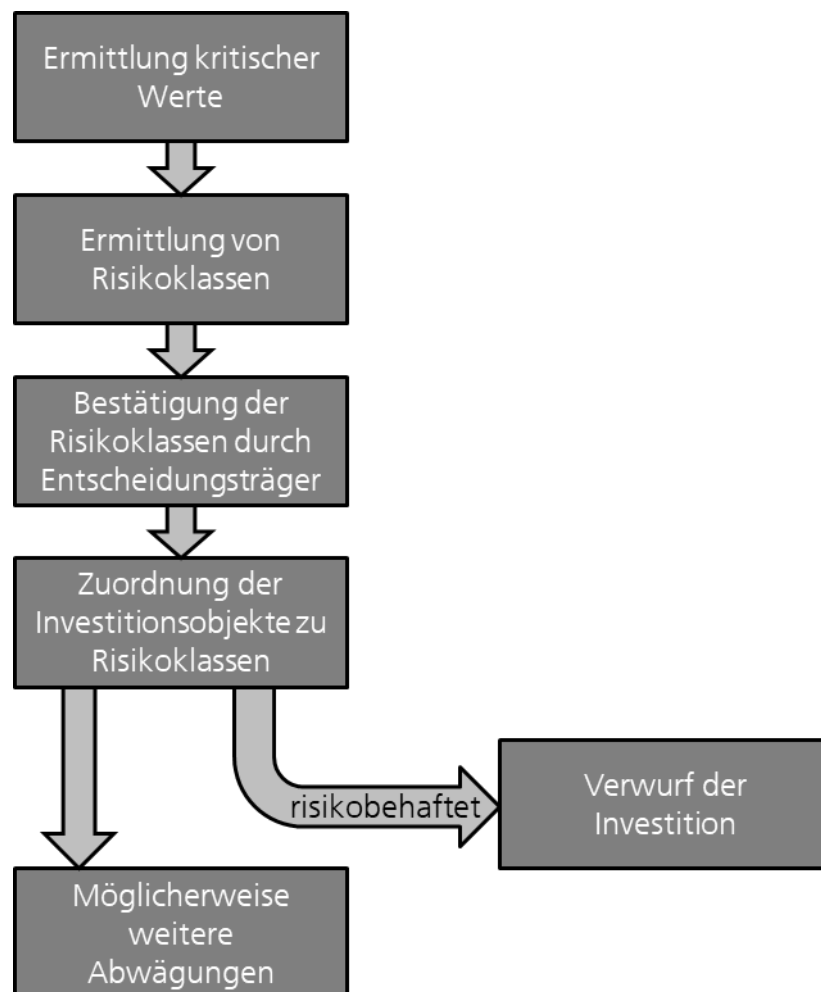 Ermittlung kritischer
Werte
Ermittlung von
Risikoklassen
Bestätigung der
Risikoklassen durch
Entscheidungsträger
Zuordnung der
Investitionsobjekte zu
Risikoklassen
risikobehaftet
Verwurf der
Investition
Möglicherweise
weitere
Abwägungen